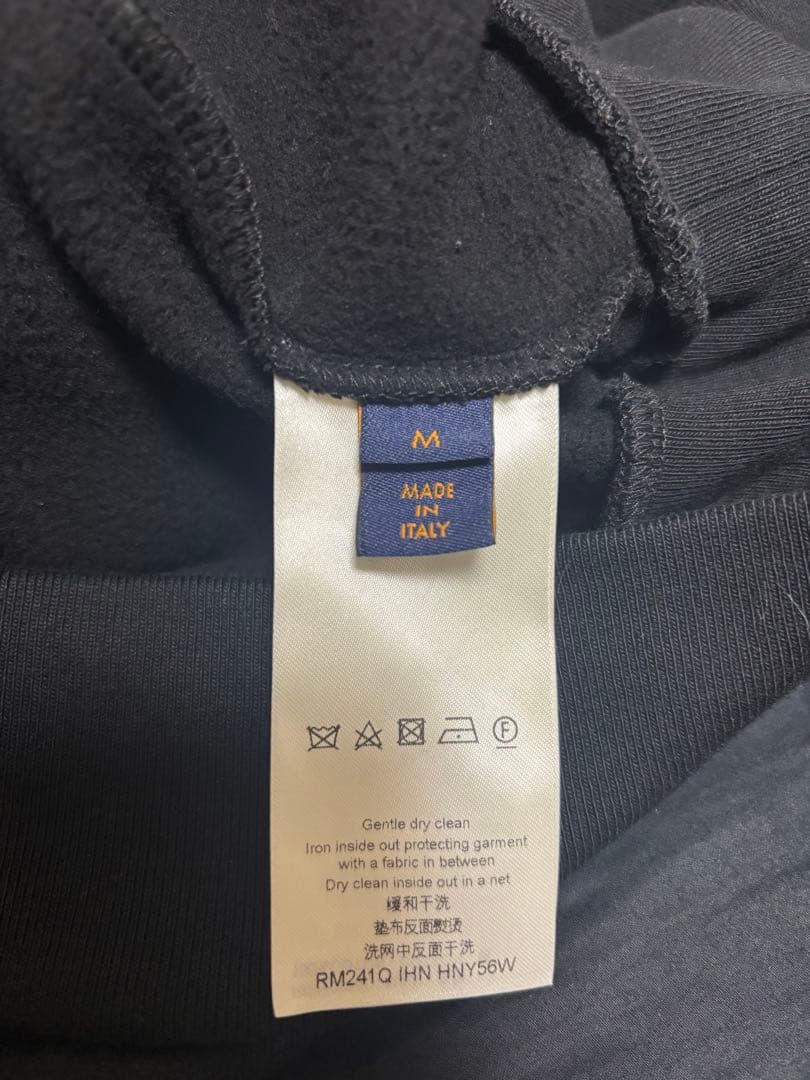 M
MADE
IN
ITALY
F
Gentle dry clean
Iron inside out protecting garment
with a fabric in between
Dry clean inside out in a net
缓和干洗
垫布反面熨烫
洗网中反面干洗
RM241Q IHN HNY56W